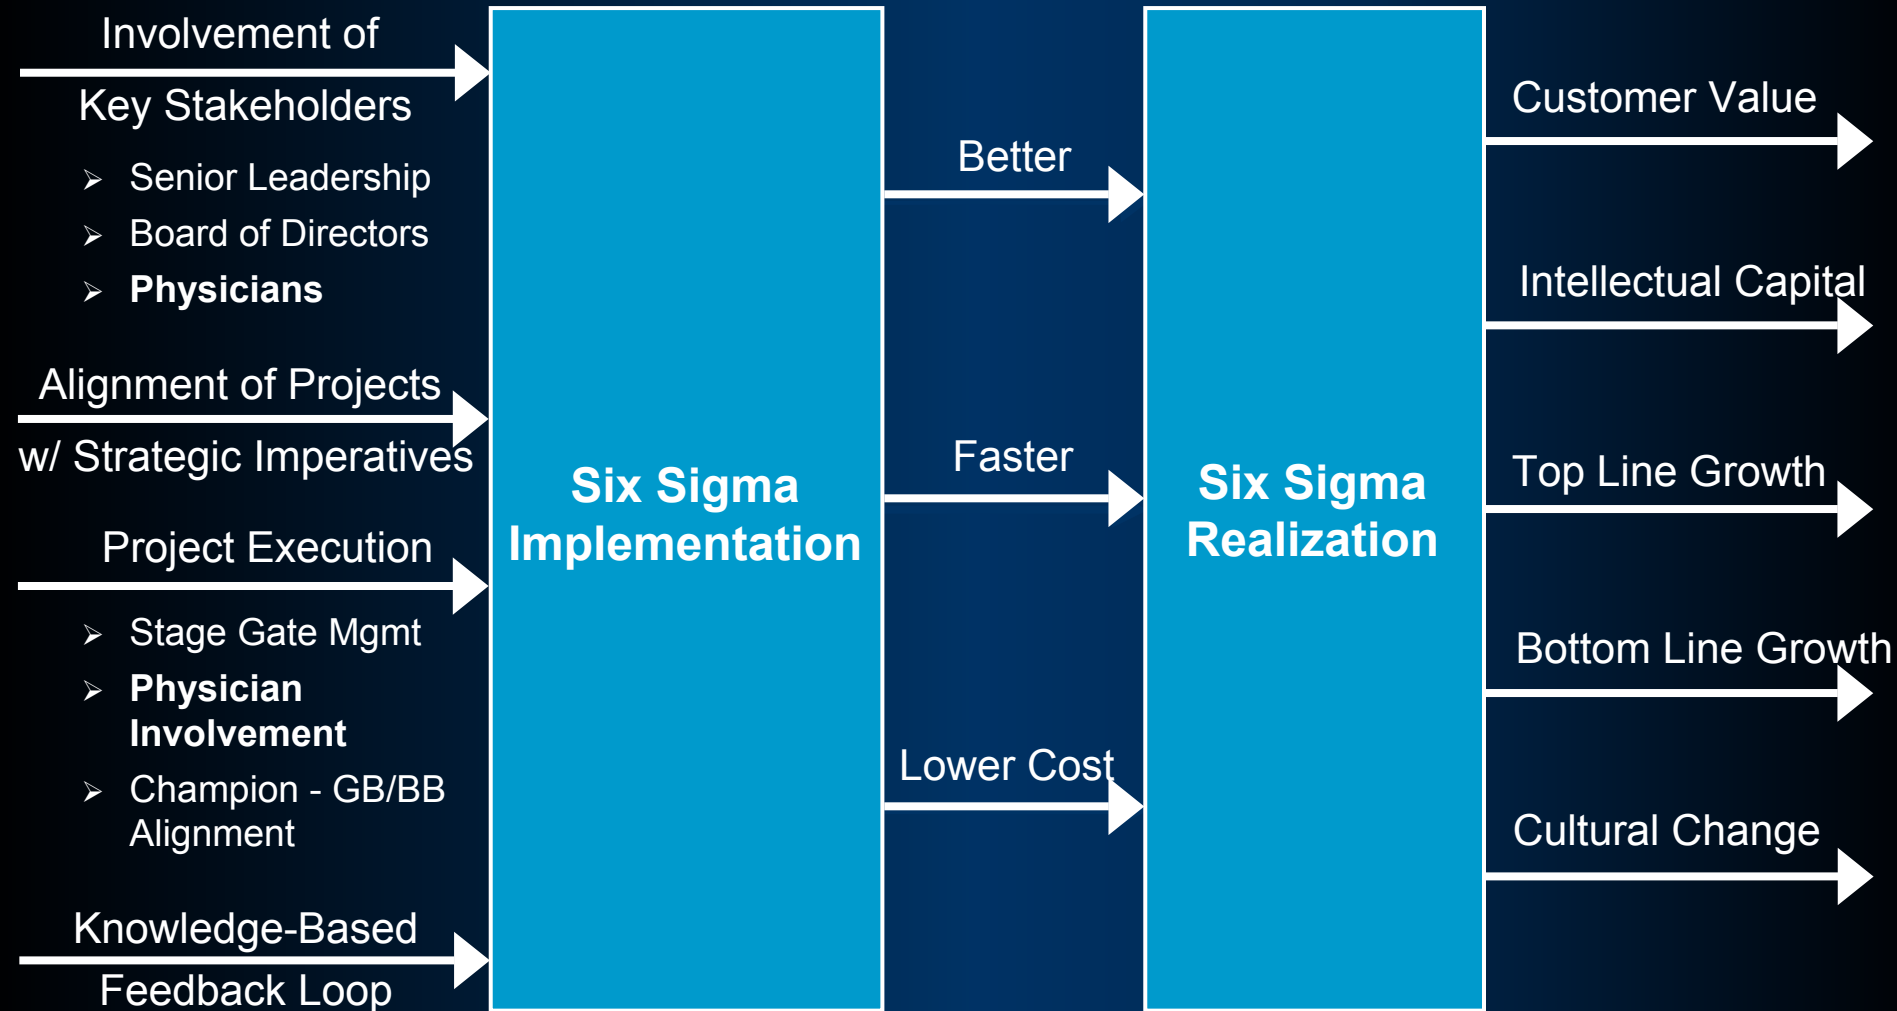 Involvement of
Key Stakeholders
➢ Senior Leadership
➢ Board of Directors
➢ Physicians
Alignment of Projects
w/ Strategic Imperatives
Project Execution
➢ Stage Gate Mgmt
➢ Physician
Involvement
➢ Champion - GB/BB
Alignment
Knowledge-Based
Feedback Loop
Six Sigma
Implementation
Better
Faster
Lower Cost
Six Sigma
Realization
Customer Value
Intellectual Capital
Top Line Growth
Bottom Line Growth
Cultural Change